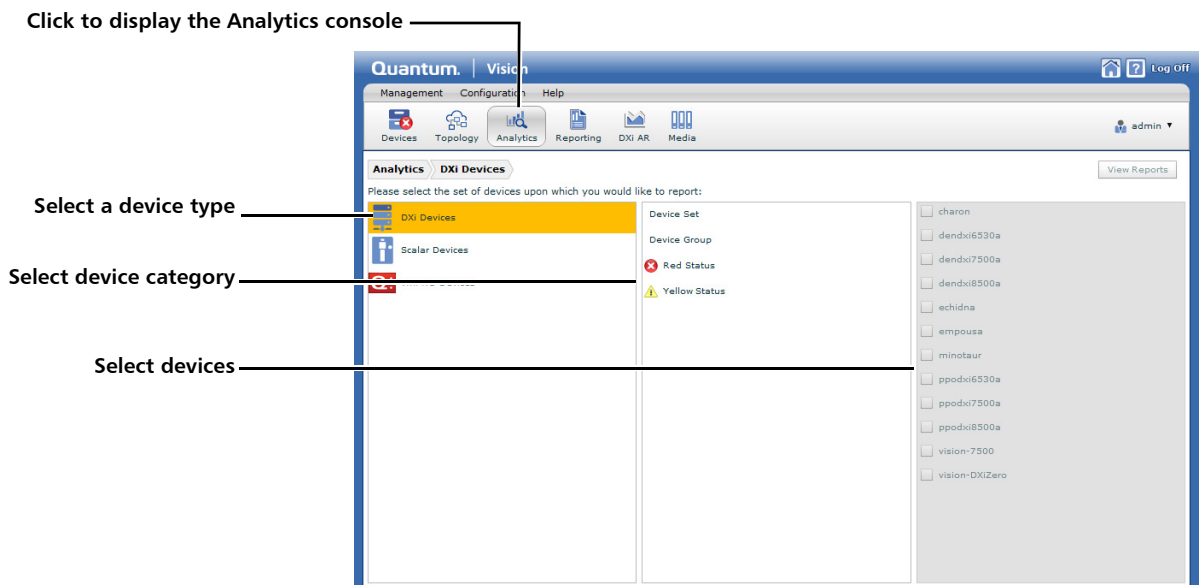 Click to display the Analytics console
Quantum. | Vision
Log Off
Management Configuration Help
Devices Topology Analytics Reporting DXi AR Media
admin
Analytics DXi Devices
View Reports
Please select the set of devices upon which you would like to report:
Select a device type
DXi Devices
Scalar Devices
Select device category
Device Set
Device Group
Red Status
Yellow Status
Select devices
charon
dendxi6530a
dendxi7500a
dendxi8500a
echidna
empousa
minotaur
ppodxi6530a
ppodxi7500a
ppodxi8500a
vision-7500
vision-DXiZero